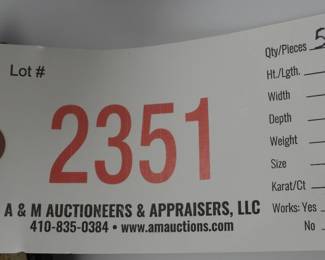 Lot #
2351
A & M AUCTIONEERS & APPRAISERS, LLC
410-835-0384 • www.amauctions.com
Qty/Pieces 5
Ht./Lgth.
Width
Depth
Weight
Size
Karat/Ct
Works: Yes
No